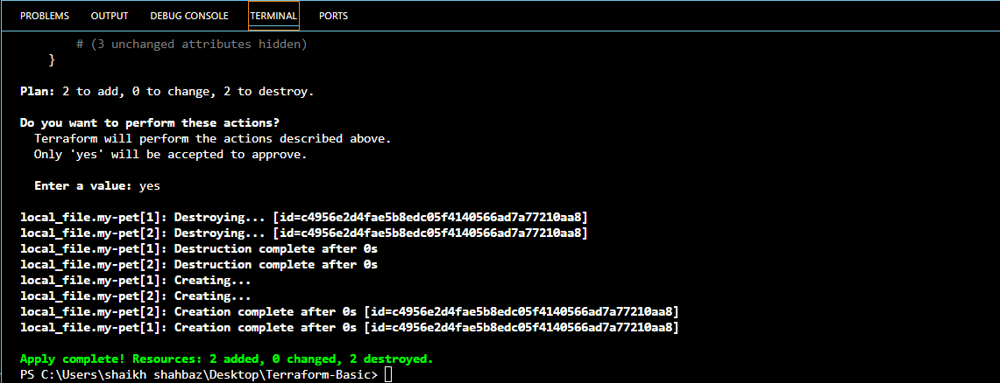 PROBLEMS OUTPUT DEBUG CONSOLE TERMINAL PORTS
# (3 unchanged attributes hidden)
}
Plan: 2 to add, 0 to change, 2 to destroy.
Do you want to perform these actions?
Terraform will perform the actions described above.
Only 'yes' will be accepted to approve.
Enter a value: yes
local_file.my-pet[1]: Destroying... [id=c4956e2d4fae5b8edc05f4140566ad7a77210aa8]
local_file.my-pet[2]: Destroying... [id=c4956e2d4fae5b8edc05f4140566ad7a77210aa8]
local_file.my-pet[1]: Destruction complete after 0s
local_file.my-pet[2]: Destruction complete after 0s
local_file.my-pet[1]: Creating...
local_file.my-pet[2]: Creating...
local_file.my-pet[2]: Creation complete after 0s [id=c4956e2d4fae5b8edc05f4140566ad7a77210aa8]
local_file.my-pet[1]: Creation complete after 0s [id=c4956e2d4fae5b8edc05f4140566ad7a77210aa8]
Apply complete! Resources: 2 added, 0 changed, 2 destroyed.
PS C:\Users\shaikh shahbaz\Desktop\Terraform-Basic>